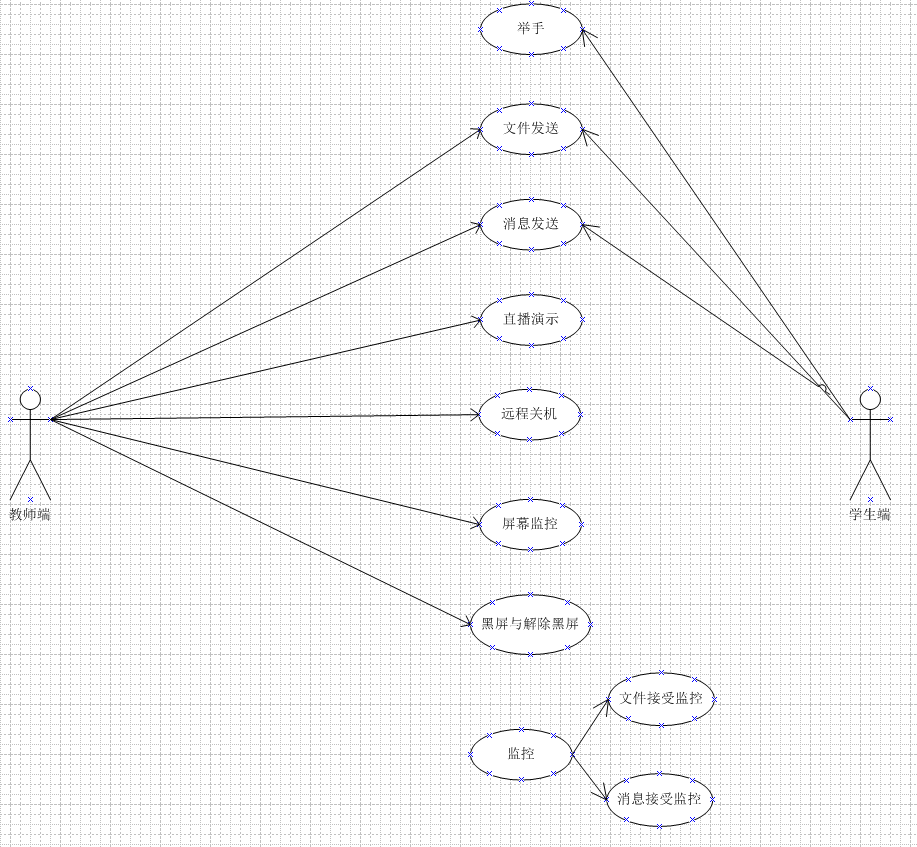 举手
文件发送
消息发送
直播演示
远程关机
教师端
学生端
屏幕监控
黑屏与解除黑屏
文件接受监控
监控
消息接受监控